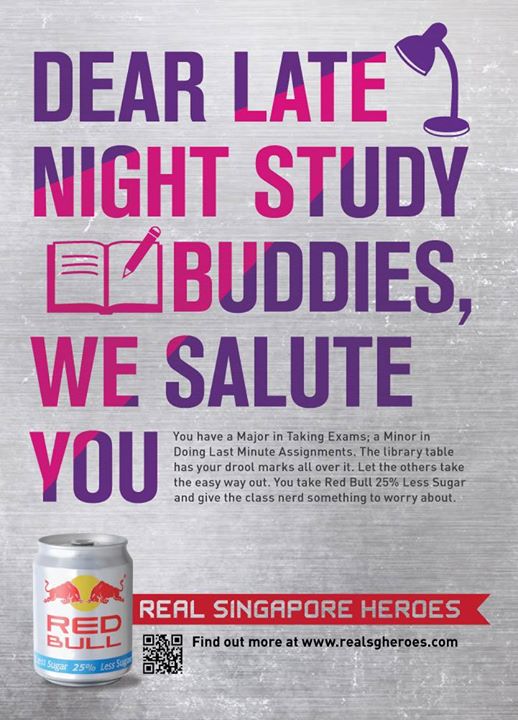 DEAR LATE
NIGHT STUDY
BUDDIES,
WE SALUTE
YOU
You have a Major in Taking Exams; a Minor in
Doing Last Minute Assignments. The library table
has your drool marks all over it. Let the others take
the easy way out. You take Red Bull 25% Less Sugar
and give the class nerd something to worry about.
RED
BULL
Less Sugar 25% Less Sugar
REAL SINGAPORE HEROES
Find out more at www.realsgheroes.com